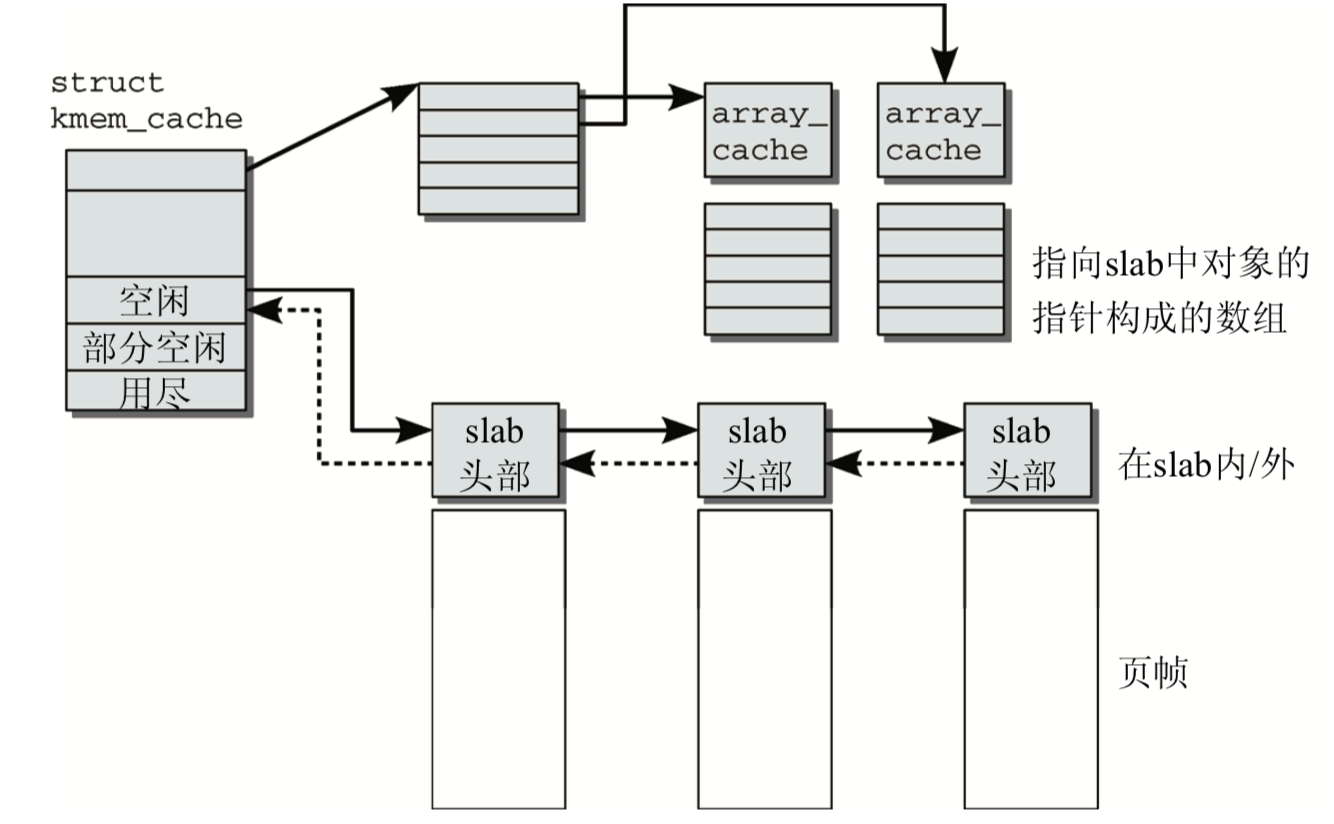 struct
kmem_cache
array_
cache
array_
cache
指向slab中对象的
指针构成的数组
空闲
部分空闲
用尽
slab
头部
slab
头部
slab
头部
在slab内/外
页帧